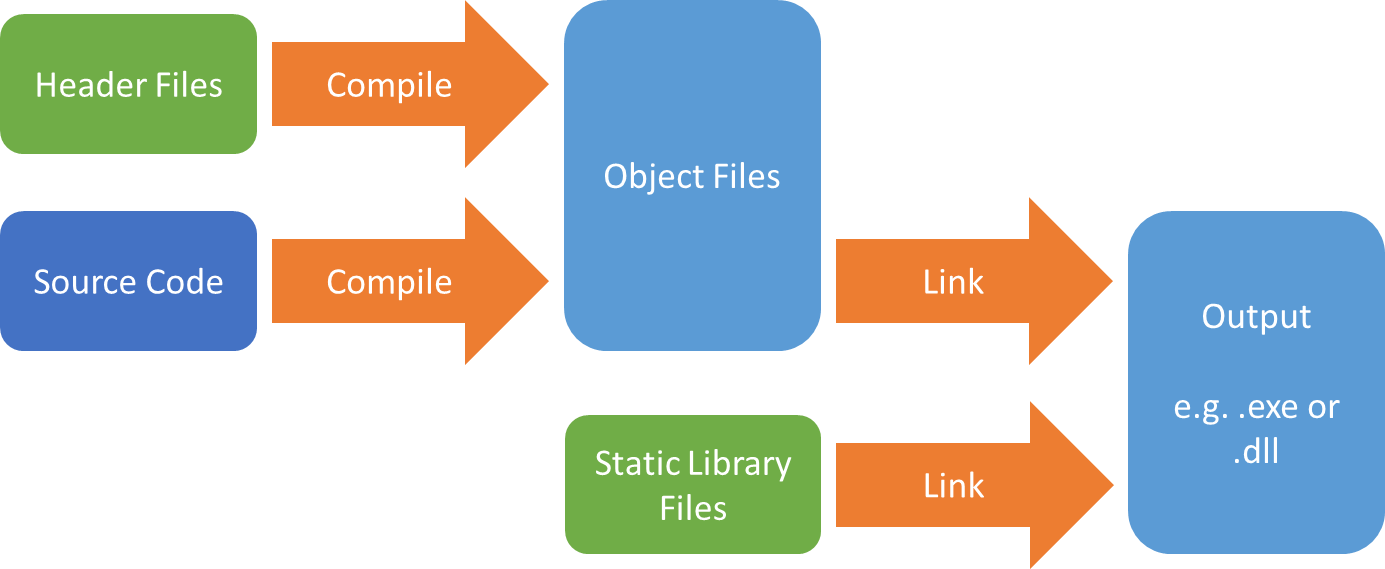 Header Files
Compile
Object Files
Source Code
Compile
Link
Output
e.g. .exe or
.dll
Static Library
Files
Link